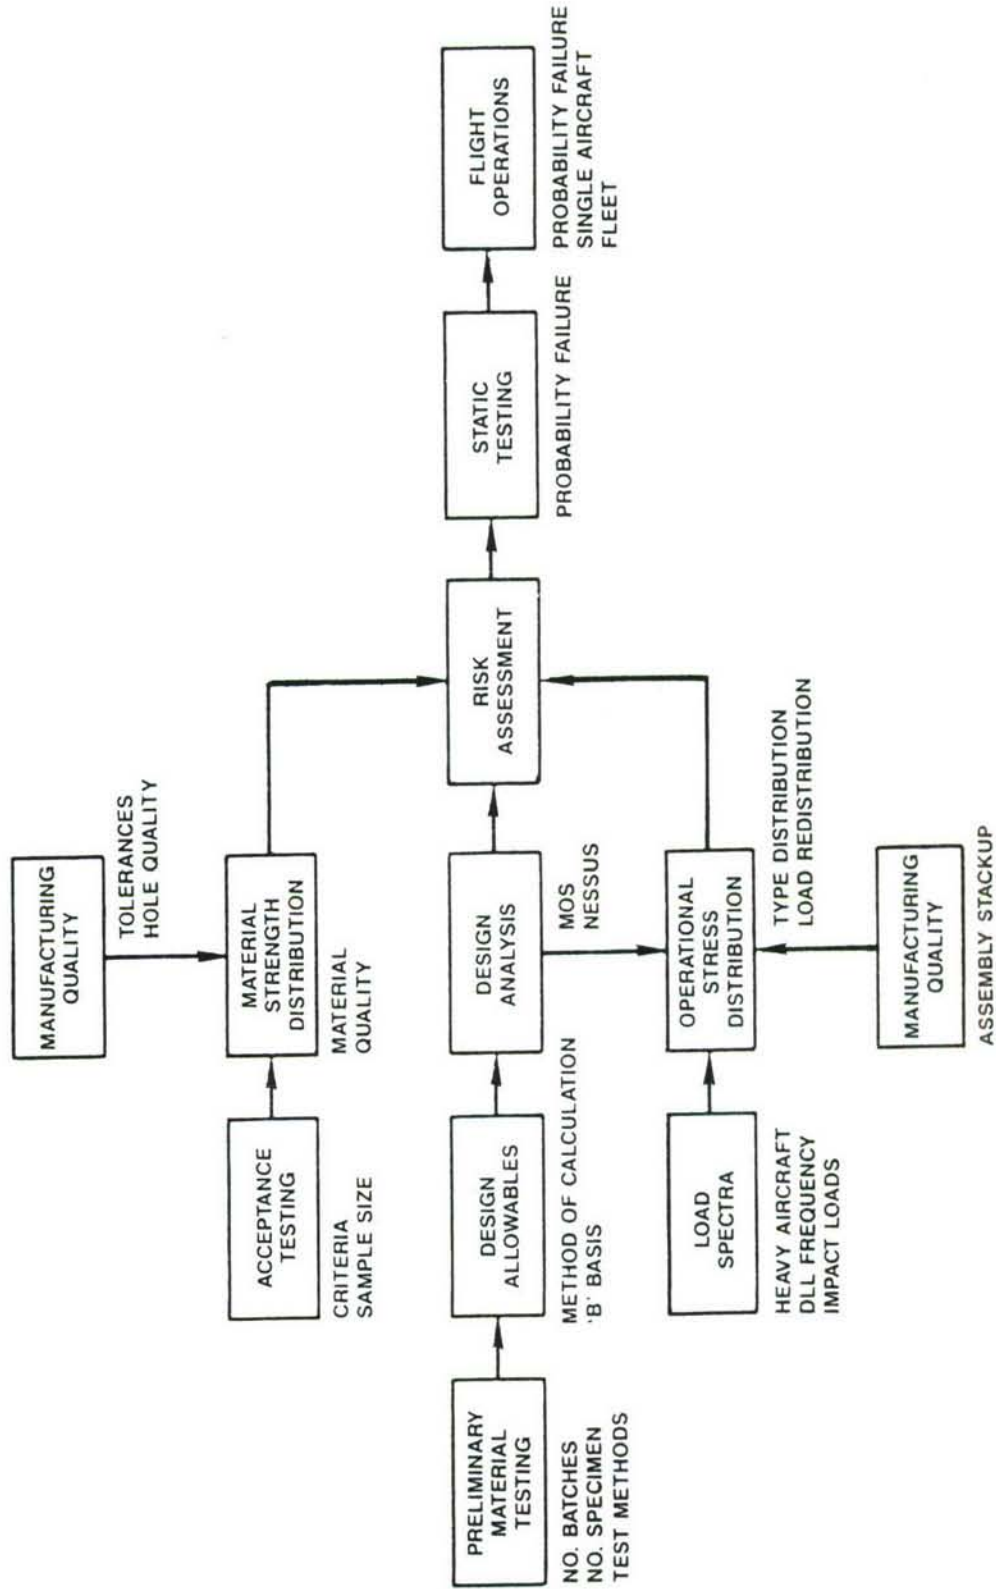 MANUFACTURING
QUALITY
TOLERANCES
HOLE QUALITY
ACCEPTANCE
TESTING
CRITERIA
SAMPLE SIZE
MATERIAL
STRENGTH
DISTRIBUTION
MATERIAL
QUALITY
PRELIMINARY
MATERIAL
TESTING
NO. BATCHES
NO. SPECIMEN
TEST METHODS
DESIGN
ALLOWABLES
METHOD OF CALCULATION
'B' BASIS
DESIGN
ANALYSIS
MOS
NESSUS
RISK
ASSESSMENT
STATIC
TESTING
PROBABILITY FAILURE
FLIGHT
OPERATIONS
PROBABILITY FAILURE
SINGLE AIRCRAFT
FLEET
LOAD
SPECTRA
HEAVY AIRCRAFT
DLL FREQUENCY
IMPACT LOADS
OPERATIONAL
STRESS
DISTRIBUTION
TYPE DISTRIBUTION
LOAD REDISTRIBUTION
MANUFACTURING
QUALITY
ASSEMBLY STACKUP